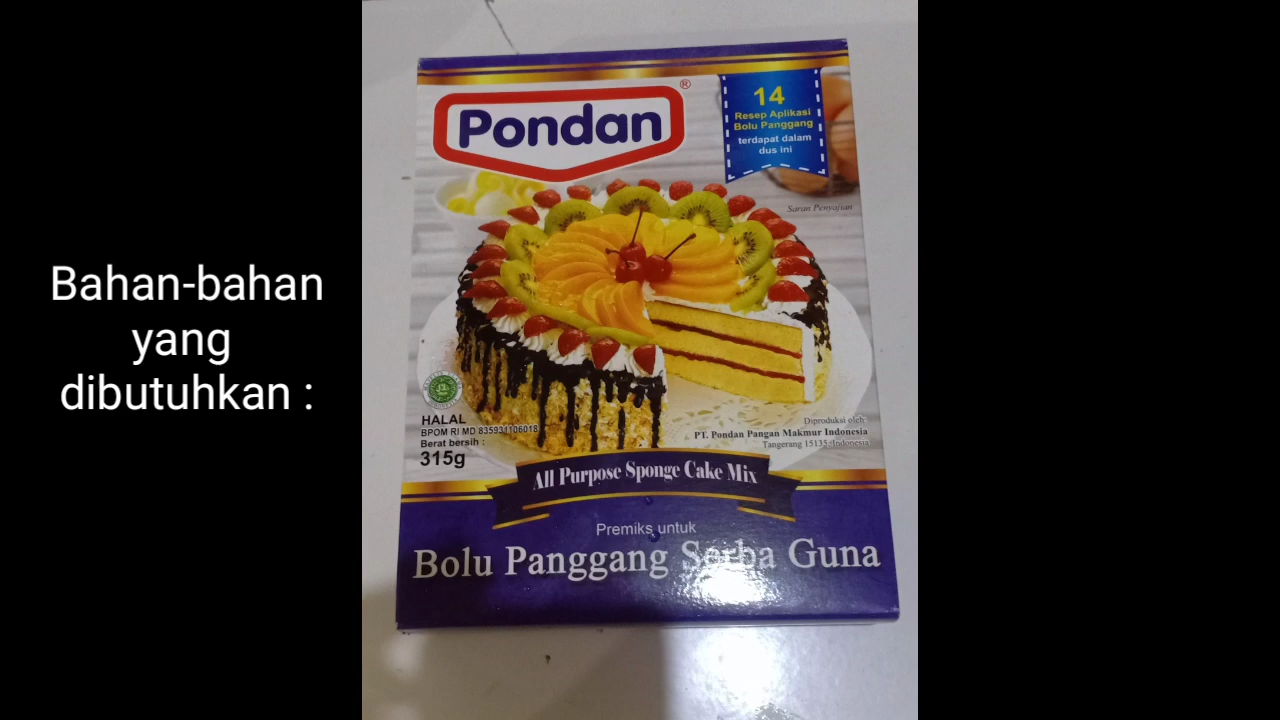 Bahan-bahan
yang
dibutuhkan :
Pondan
®
14
Resep Aplikasi
Bolu Panggang
terdapat dalam
dus ini
Saran Penyajian
HALAL
BPOM RI MD 835931106018
Berat bersih :
315g
Diproduksi oleh:
PT. Pondan Pangan Makmur Indonesia
Tangerang 15135, Indonesia
All Purpose Sponge Cake Mix
Premiks untuk
Bolu Panggang Serba Guna